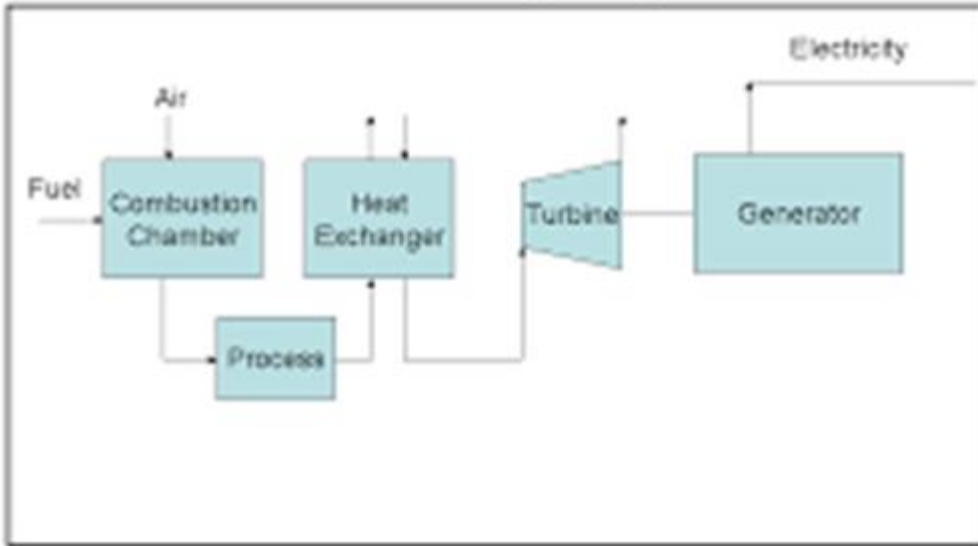 Electricity
Air
Fuel
Combustion
Chamber
Heat
Exchanger
Turbine
Generator
Process